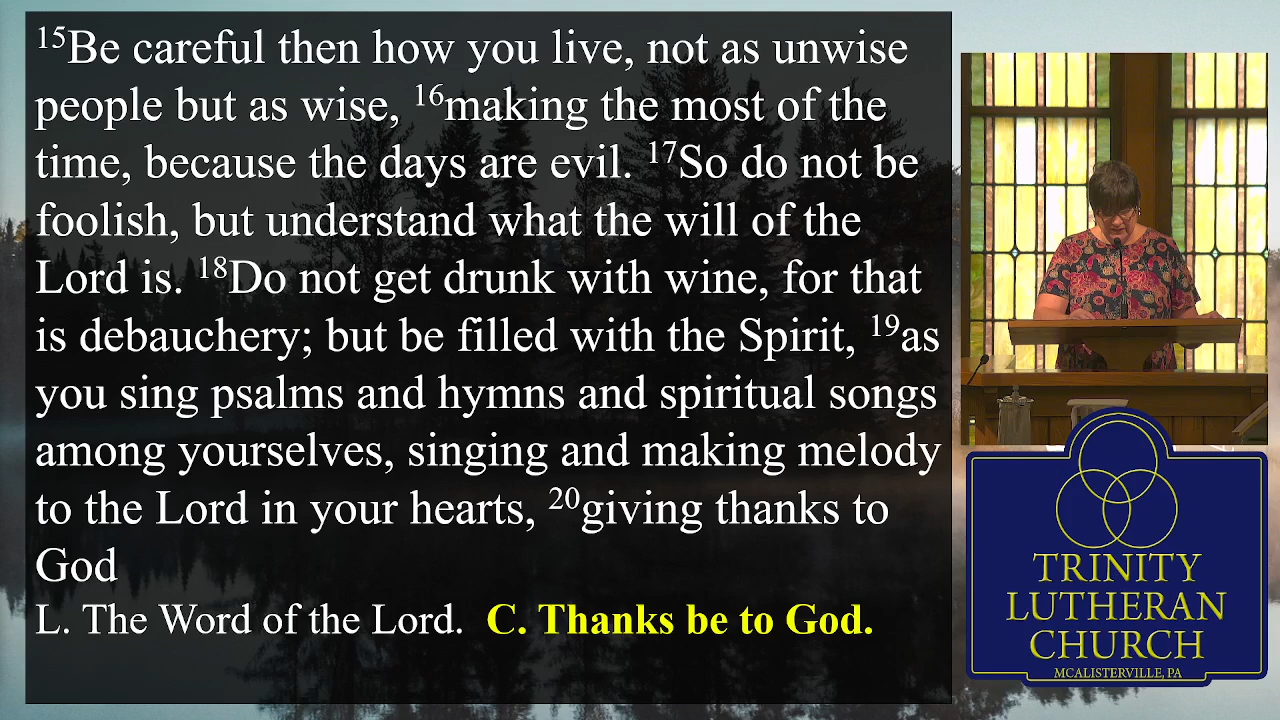 ¹⁵Be careful then how you live, not as unwise
people but as wise, ¹⁶making the most of the
time, because the days are evil. ¹⁷So do not be
foolish, but understand what the will of the
Lord is. ¹⁸Do not get drunk with wine, for that
is debauchery; but be filled with the Spirit, ¹⁹as
you sing psalms and hymns and spiritual songs
among yourselves, singing and making melody
to the Lord in your hearts, ²⁰giving thanks to
God
L. The Word of the Lord. C. Thanks be to God.
TRINITY
LUTHERAN
CHURCH
MCALISTERVILLE, PA